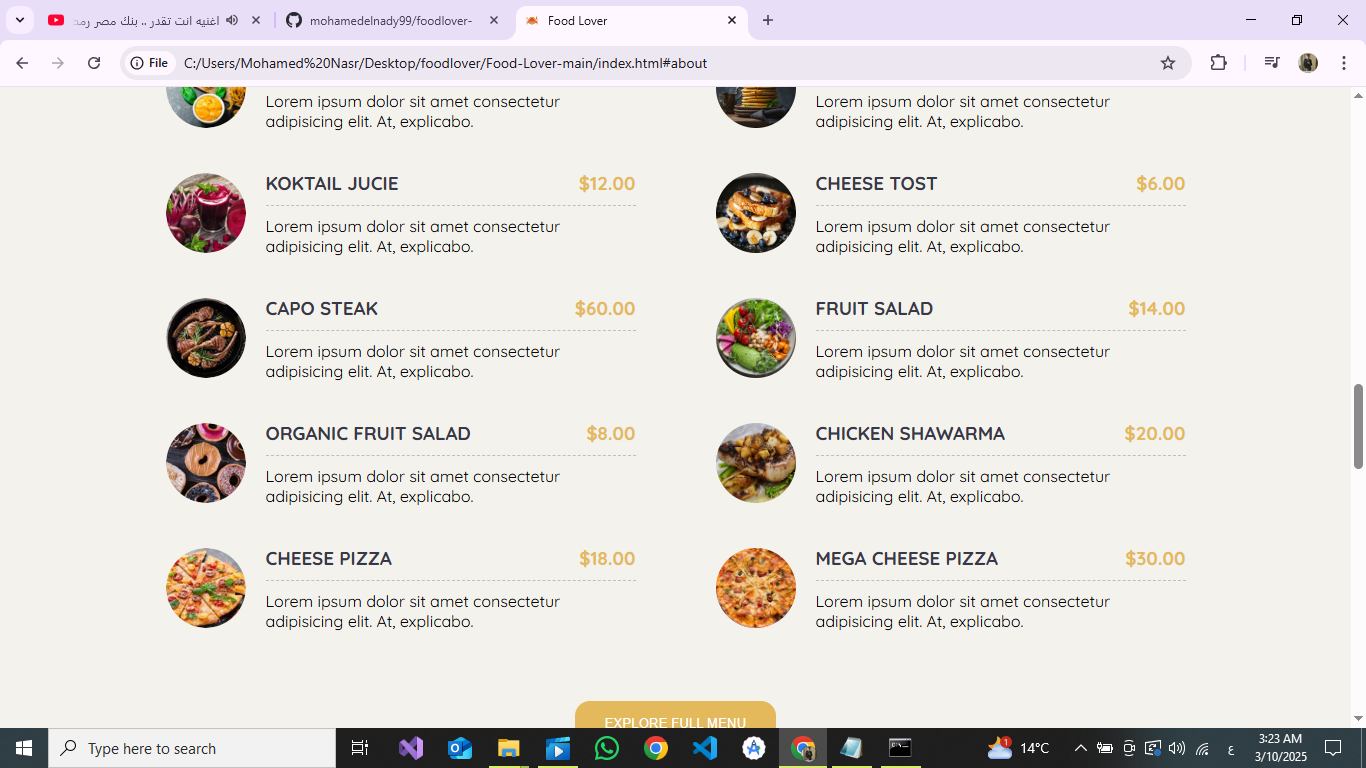 اغنيه انت تقدر .. بنك مصر رمض
mohamedelnady99/foodlover-
Food Lover
File
C:/Users/Mohamed%20Nasr/Desktop/foodlover/Food-Lover-main/index.html#about
Lorem ipsum dolor sit amet consectetur
adipisicing elit. At, explicabo.
Lorem ipsum dolor sit amet consectetur
adipisicing elit. At, explicabo.
KOKTAIL JUCIE $12.00
Lorem ipsum dolor sit amet consectetur
adipisicing elit. At, explicabo.
CHEESE TOST $6.00
Lorem ipsum dolor sit amet consectetur
adipisicing elit. At, explicabo.
CAPO STEAK $60.00
Lorem ipsum dolor sit amet consectetur
adipisicing elit. At, explicabo.
FRUIT SALAD $14.00
Lorem ipsum dolor sit amet consectetur
adipisicing elit. At, explicabo.
ORGANIC FRUIT SALAD $8.00
Lorem ipsum dolor sit amet consectetur
adipisicing elit. At, explicabo.
CHICKEN SHAWARMA $20.00
Lorem ipsum dolor sit amet consectetur
adipisicing elit. At, explicabo.
CHEESE PIZZA $18.00
Lorem ipsum dolor sit amet consectetur
adipisicing elit. At, explicabo.
MEGA CHEESE PIZZA $30.00
Lorem ipsum dolor sit amet consectetur
adipisicing elit. At, explicabo.
EXPLORE FULL MENU
Type here to search
1
14°C
ع
3:23 AM
3/10/2025